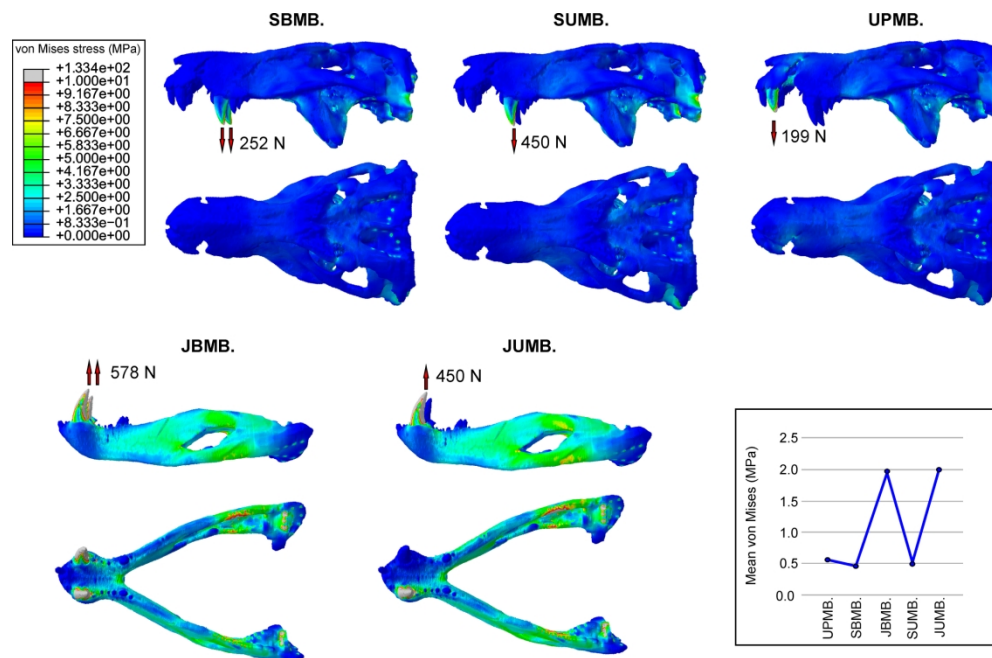 SBMB.
SUMB.
UPMB.
von Mises stress (MPa)
+1.334e+02
+1.000e+01
+9.167e+00
+8.333e+00
+7.500e+00
+6.667e+00
+5.833e+00
+5.000e+00
+4.167e+00
+3.333e+00
+2.500e+00
+1.667e+00
+8.333e−01
+0.000e+00
252 N
450 N
199 N
JBMB.
JUMB.
578 N
450 N
Mean von Mises (MPa)
2.5
2.0
1.5
1.0
0.5
0.0
UPMB.
SBMB.
JBMB.
SUMB.
JUMB.